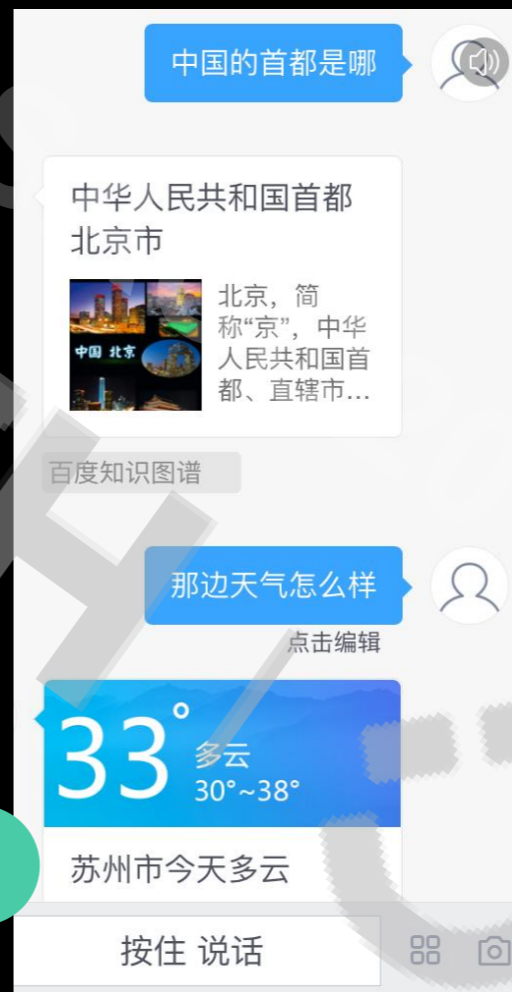 中国的首都是哪
中华人民共和国首都
北京市
中国 北京
北京，简
称“京”，中华
人民共和国首
都、直辖市...
百度知识图谱
那边天气怎么样
点击编辑
33°
多云
30°~38°
苏州市今天多云
按住 说话